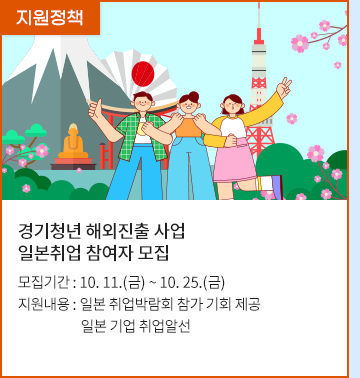 지원정책
경기청년 해외진출 사업
일본취업 참여자 모집
모집기간 : 10. 11.(금) ~ 10. 25.(금)
지원내용 : 일본 취업박람회 참가 기회 제공
일본 기업 취업알선